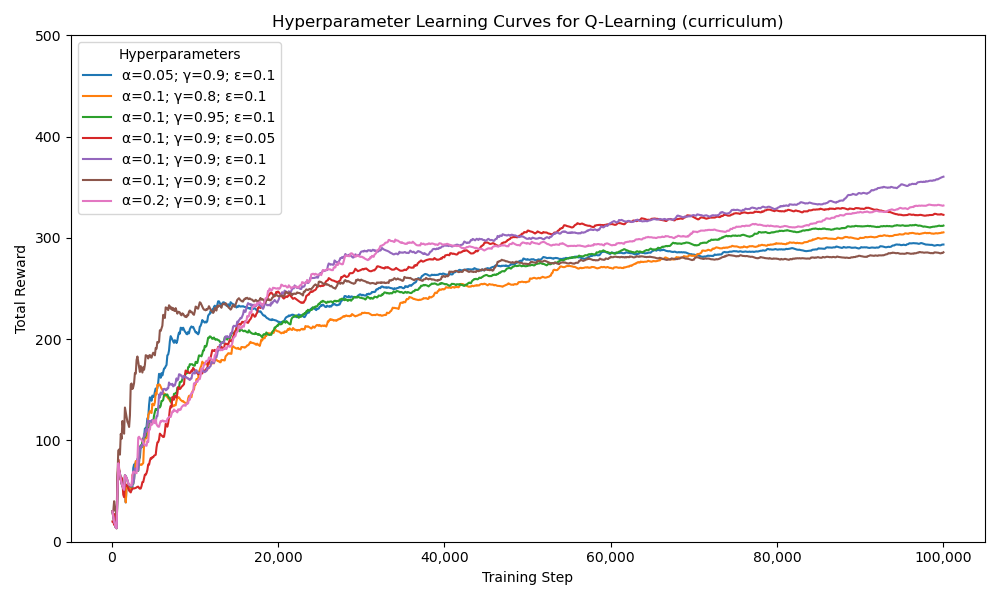 Hyperparameter Learning Curves for Q-Learning (curriculum)
Total Reward
500
400
300
200
100
0
Hyperparameters
α=0.05; γ=0.9; ε=0.1
α=0.1; γ=0.8; ε=0.1
α=0.1; γ=0.95; ε=0.1
α=0.1; γ=0.9; ε=0.05
α=0.1; γ=0.9; ε=0.1
α=0.1; γ=0.9; ε=0.2
α=0.2; γ=0.9; ε=0.1
0
20,000
40,000
60,000
80,000
100,000
Training Step